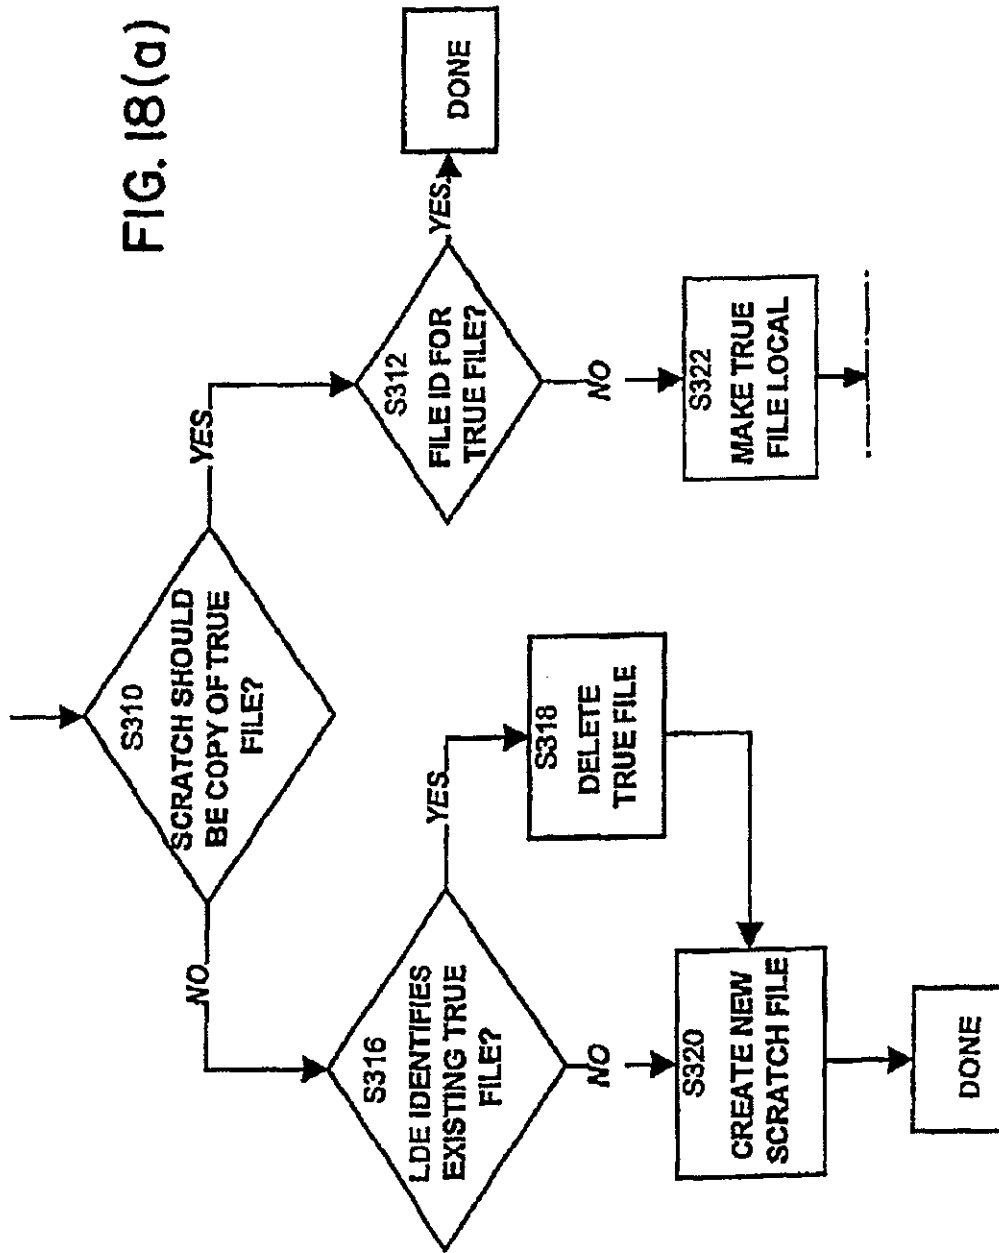 FIG. 18(a)
S310
SCRATCH SHOULD
BE COPY OF TRUE
FILE?
NO
YES
S316
LDE IDENTIFIES
EXISTING TRUE
FILE?
YES
NO
S318
DELETE
TRUE FILE
S320
CREATE NEW
SCRATCH FILE
DONE
S312
FILE ID FOR
TRUE FILE?
YES
DONE
NO
S322
MAKE TRUE
FILE LOCAL